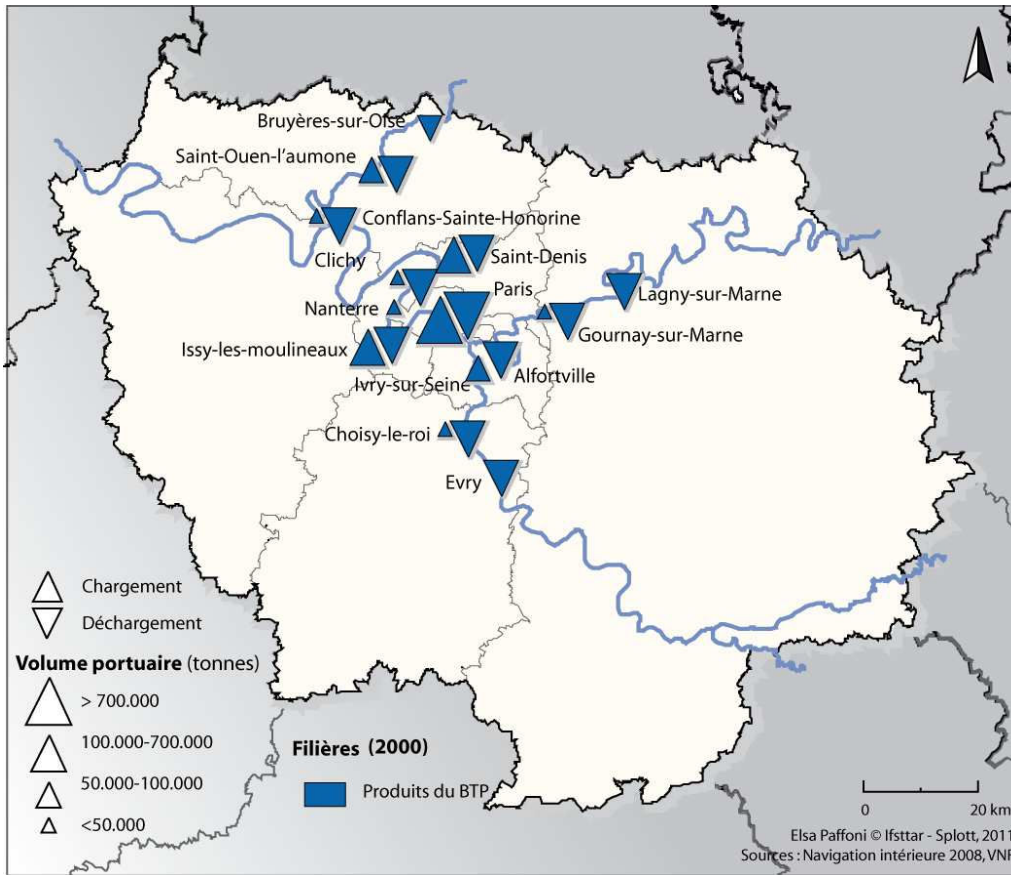 Bruyères-sur-Oise
Saint-Ouen-l'aumone
Conflans-Sainte-Honorine
Clichy
Saint-Denis
Paris
Nanterre
Lagny-sur-Marne
Gournay-sur-Marne
Issy-les-moulineaux
Ivry-sur-Seine
Alfortville
Choisy-le-roi
Evry
Chargement
Déchargement
Volume portuaire (tonnes)
> 700.000
100.000-700.000
50.000-100.000
<50.000
Filières (2000)
Produits du BTP
0 20 km
Elsa Paffoni © Ifsttar - Splott, 2011
Sources : Navigation intérieure 2008, VNF